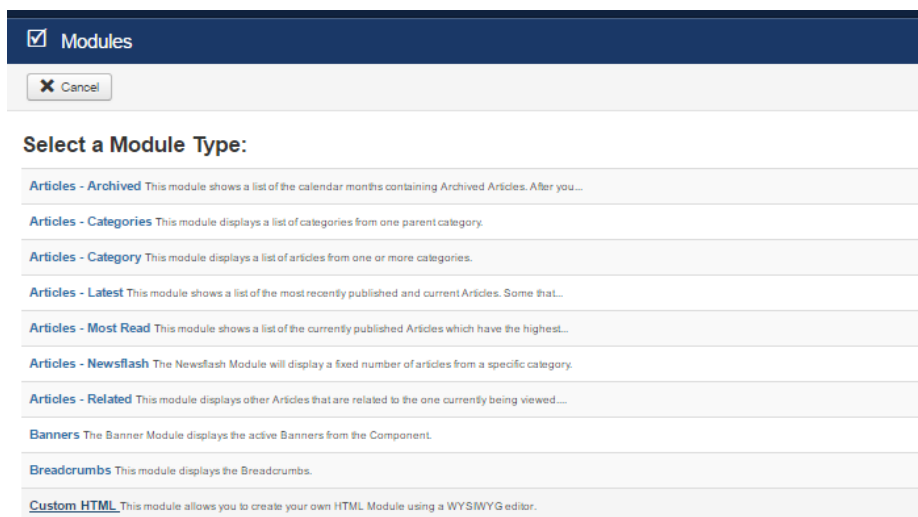 Modules
Cancel
Select a Module Type:
Articles - Archived This module shows a list of the calendar months containing Archived Articles. After you...
Articles - Categories This module displays a list of categories from one parent category.
Articles - Category This module displays a list of articles from one or more categories.
Articles - Latest This module shows a list of the most recently published and current Articles. Some that...
Articles - Most Read This module shows a list of the currently published Articles which have the highest...
Articles - Newsflash The Newsflash Module will display a fixed number of articles from a specific category.
Articles - Related This module displays other Articles that are related to the one currently being viewed....
Banners The Banner Module displays the active Banners from the Component.
Breadcrumbs This module displays the Breadcrumbs.
Custom HTML This module allows you to create your own HTML Module using a WYSIWYG editor.